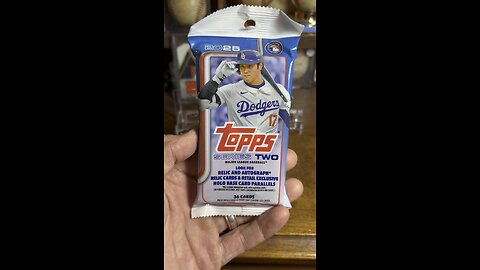 2025
Dodgers
17
topps
SERIES TWO
MAJOR LEAGUE BASEBALL
LOOK FOR
RELIC AND AUTOGRAPH
RELIC CARDS & RETAIL EXCLUSIVE
HOLO BASE CARD PARALLELS
36 CARDS